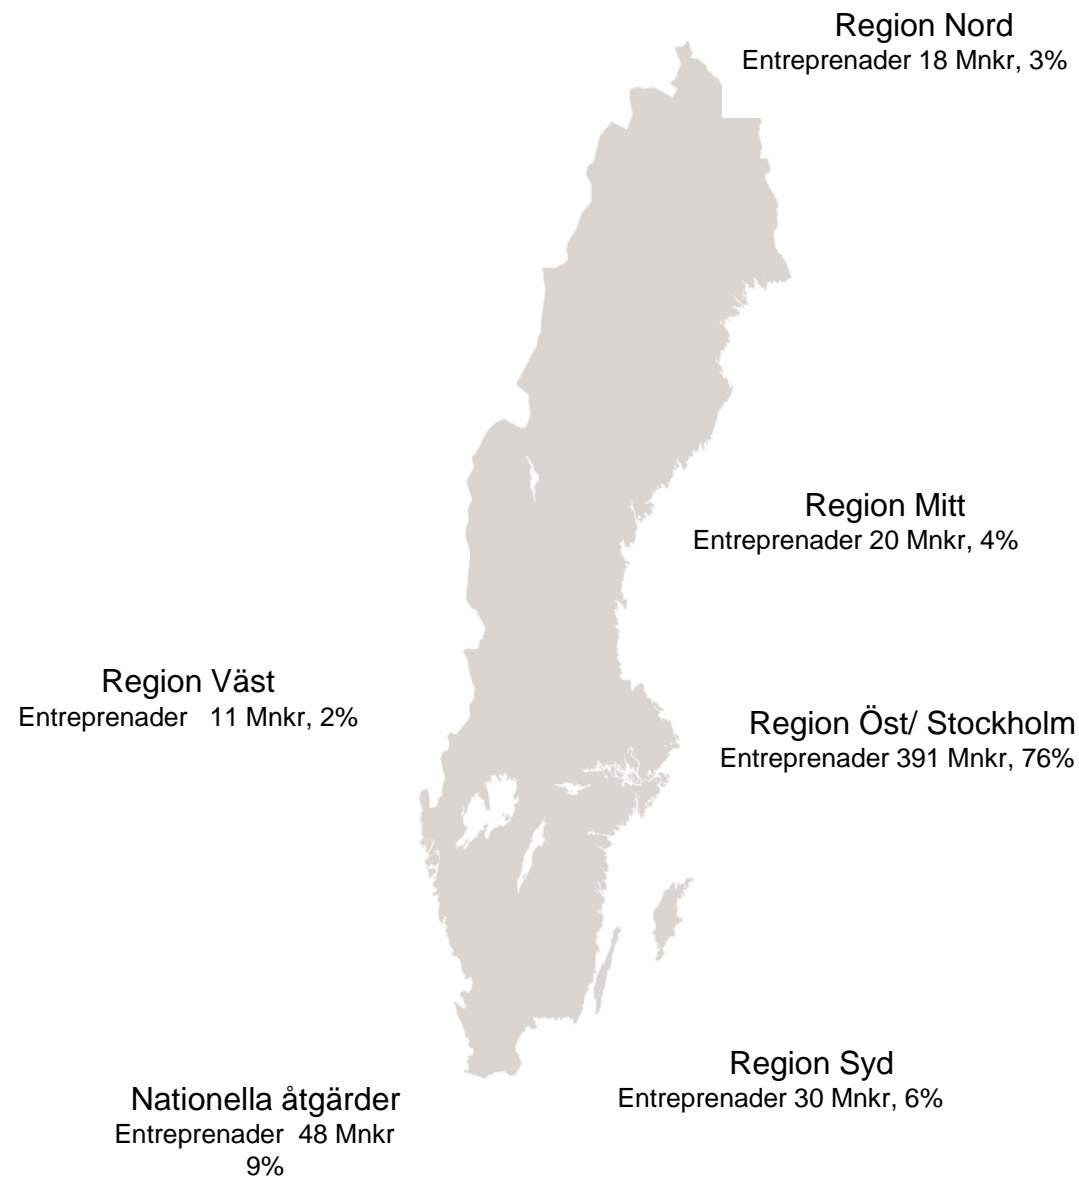 Region Nord
Entreprenader 18 Mnkr, 3%
Region Mitt
Entreprenader 20 Mnkr, 4%
Region Väst
Entreprenader 11 Mnkr, 2%
Region Öst/ Stockholm
Entreprenader 391 Mnkr, 76%
Region Syd
Entreprenader 30 Mnkr, 6%
Nationella åtgärder
Entreprenader 48 Mnkr
9%